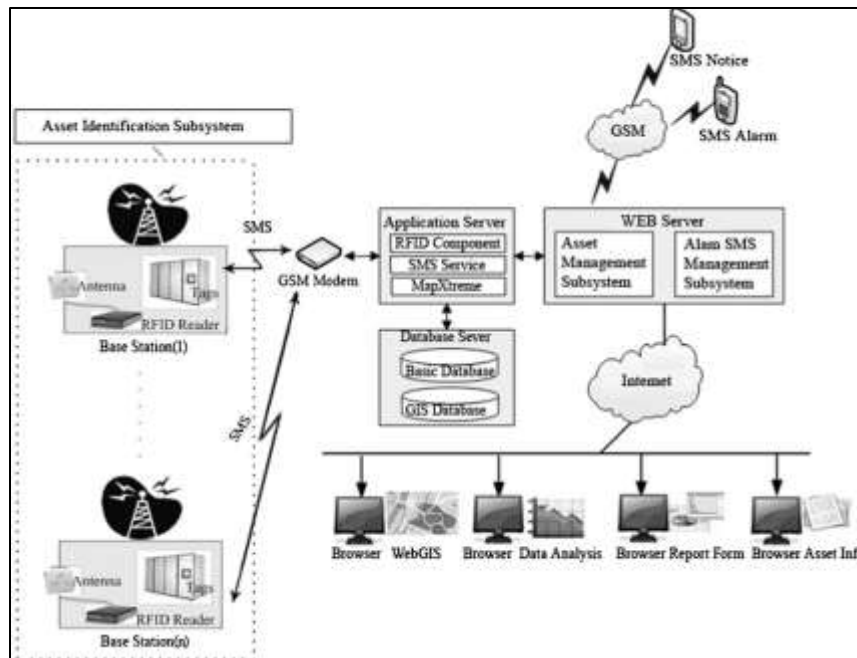 SMS Notice
GSM
SMS Alarm
Asset Identification Subsystem
SMS
Antenna
Tags
RFID Reader
Base Station(1)
GSM Modem
Application Server
RFID Component
SMS Service
MapXtreme
WEB Server
Asset
Management
Subsystem
Alam SMS
Management
Subsystem
Database Sever
Basic Database
GIS Database
Internet
SMS
Antenna
Tags
RFID Reader
Base Station(n)
Browser WebGIS
Browser Data Analysis
Browser Report Form
Browser Asset Inf